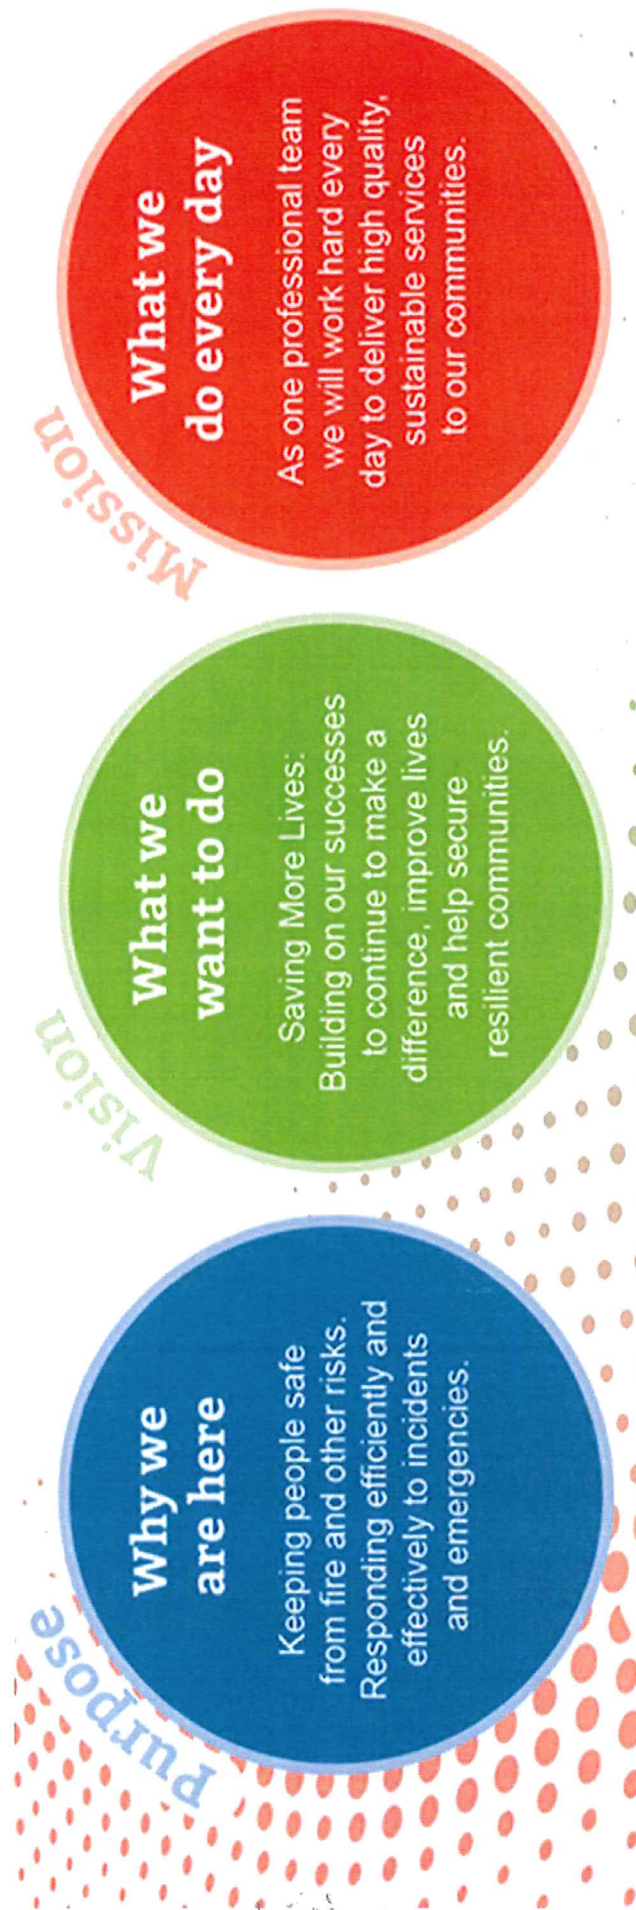 Purpose
Why we
are here
Keeping people safe
from fire and other risks.
Responding efficiently and
effectively to incidents
and emergencies.
Vision
What we
want to do
Saving More Lives:
Building on our successes
to continue to make a
difference, improve lives
and help secure
resilient communities.
Mission
What we
do every day
As one professional team
we will work hard every
day to deliver high quality,
sustainable services
to our communities.